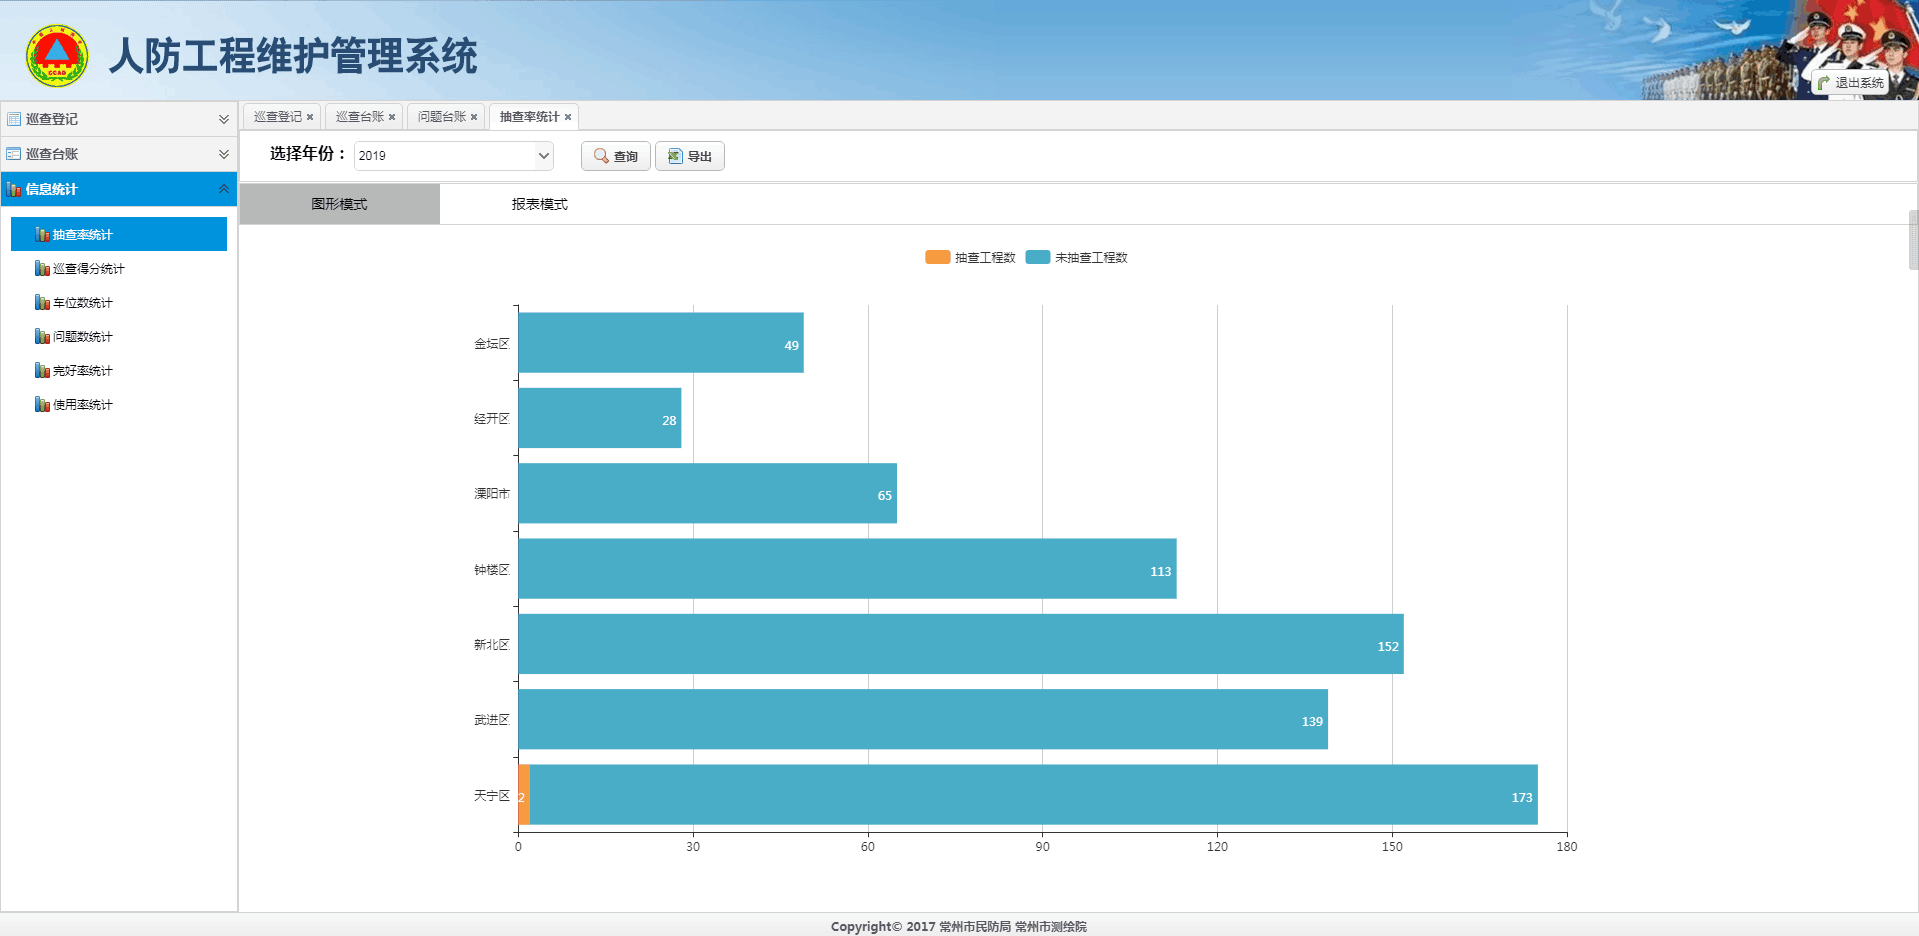 人防工程维护管理系统
CCAD
退出系统
巡查登记
巡查台账
信息统计
抽查率统计
巡查得分统计
车位数统计
问题数统计
完好率统计
使用率统计
巡查登记 巡查台账 问题台账 抽查率统计
选择年份： 2019 查询 导出
图形模式 报表模式
抽查工程数 未抽查工程数
金坛区 49
经开区 28
溧阳市 65
钟楼区 113
新北区 152
武进区 139
天宁区 2 173
0 30 60 90 120 150 180
Copyright© 2017 常州市民防局 常州市测绘院